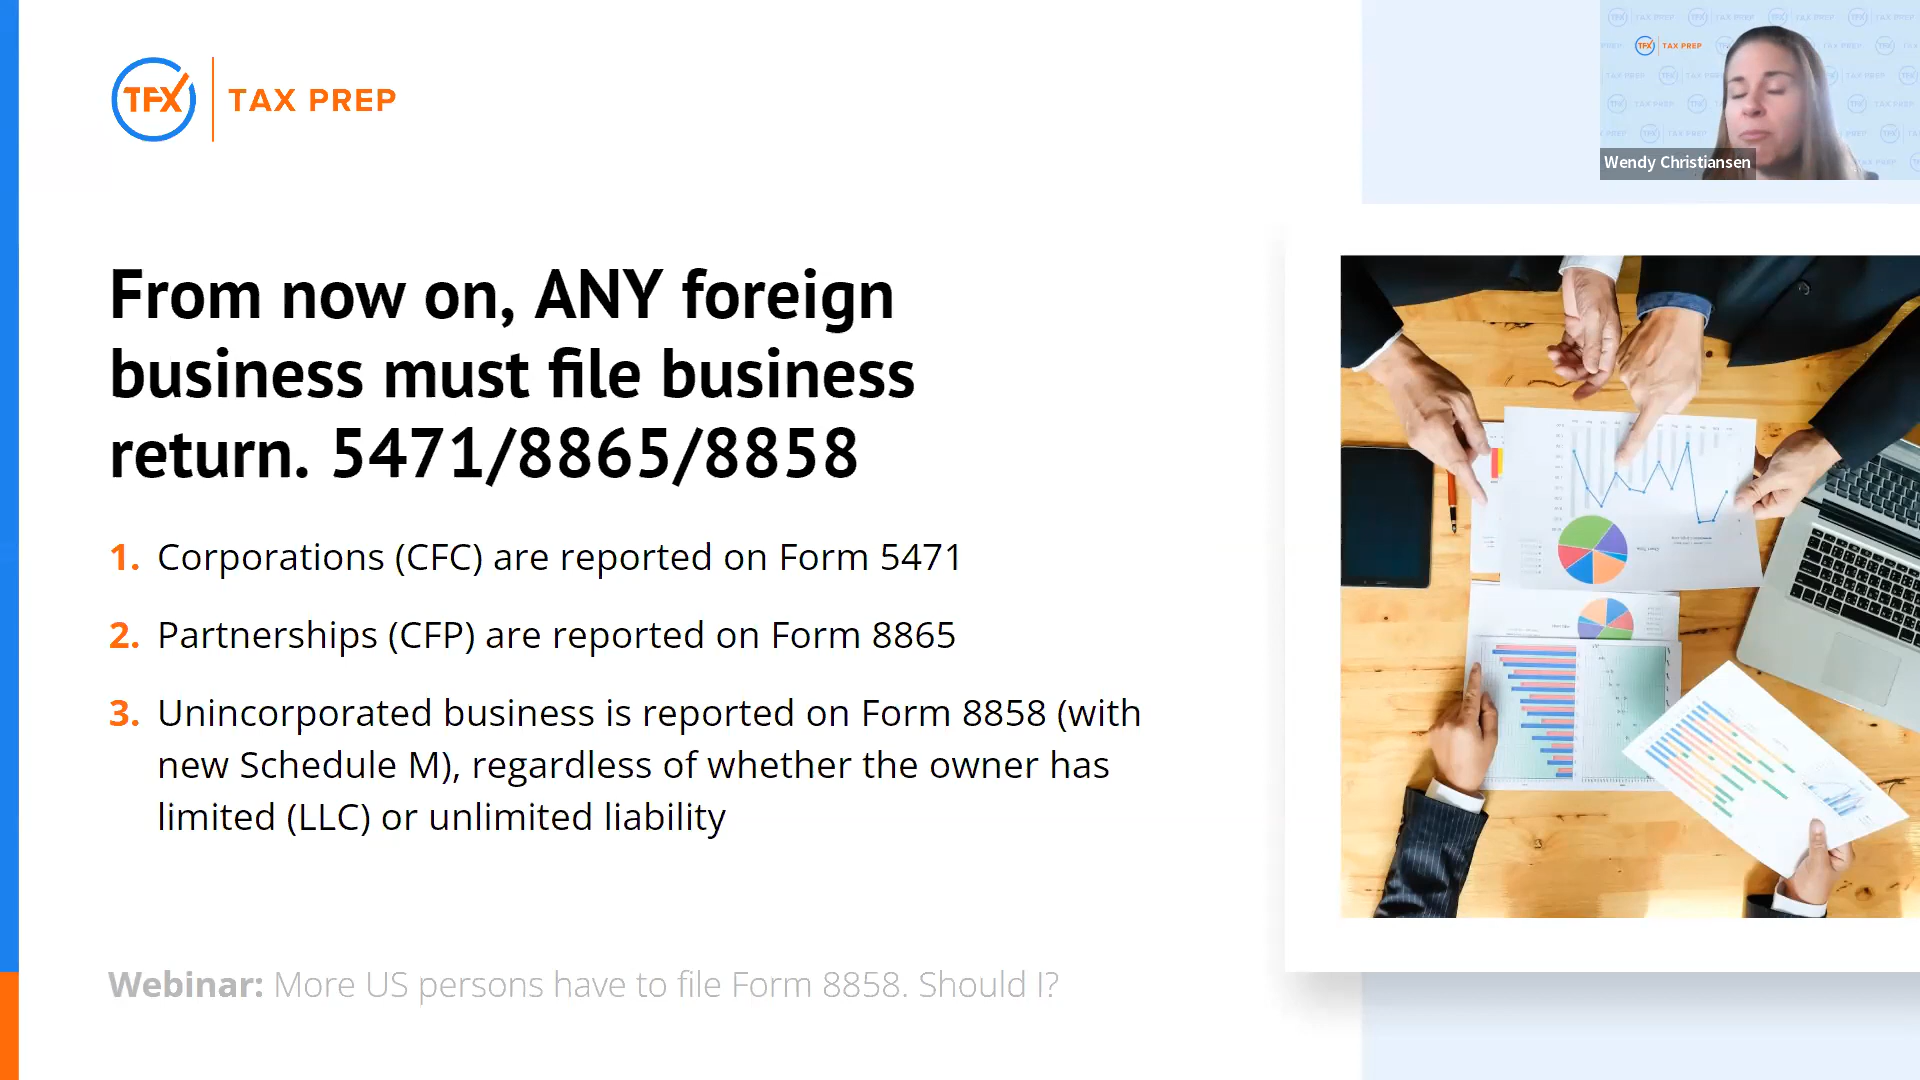 TFX TAX PREP
TFX TAX PREP
Wendy Christiansen
From now on, ANY foreign
business must file business
return. 5471/8865/8858
1. Corporations (CFC) are reported on Form 5471
2. Partnerships (CFP) are reported on Form 8865
3. Unincorporated business is reported on Form 8858 (with
new Schedule M), regardless of whether the owner has
limited (LLC) or unlimited liability
Webinar: More US persons have to file Form 8858. Should I?